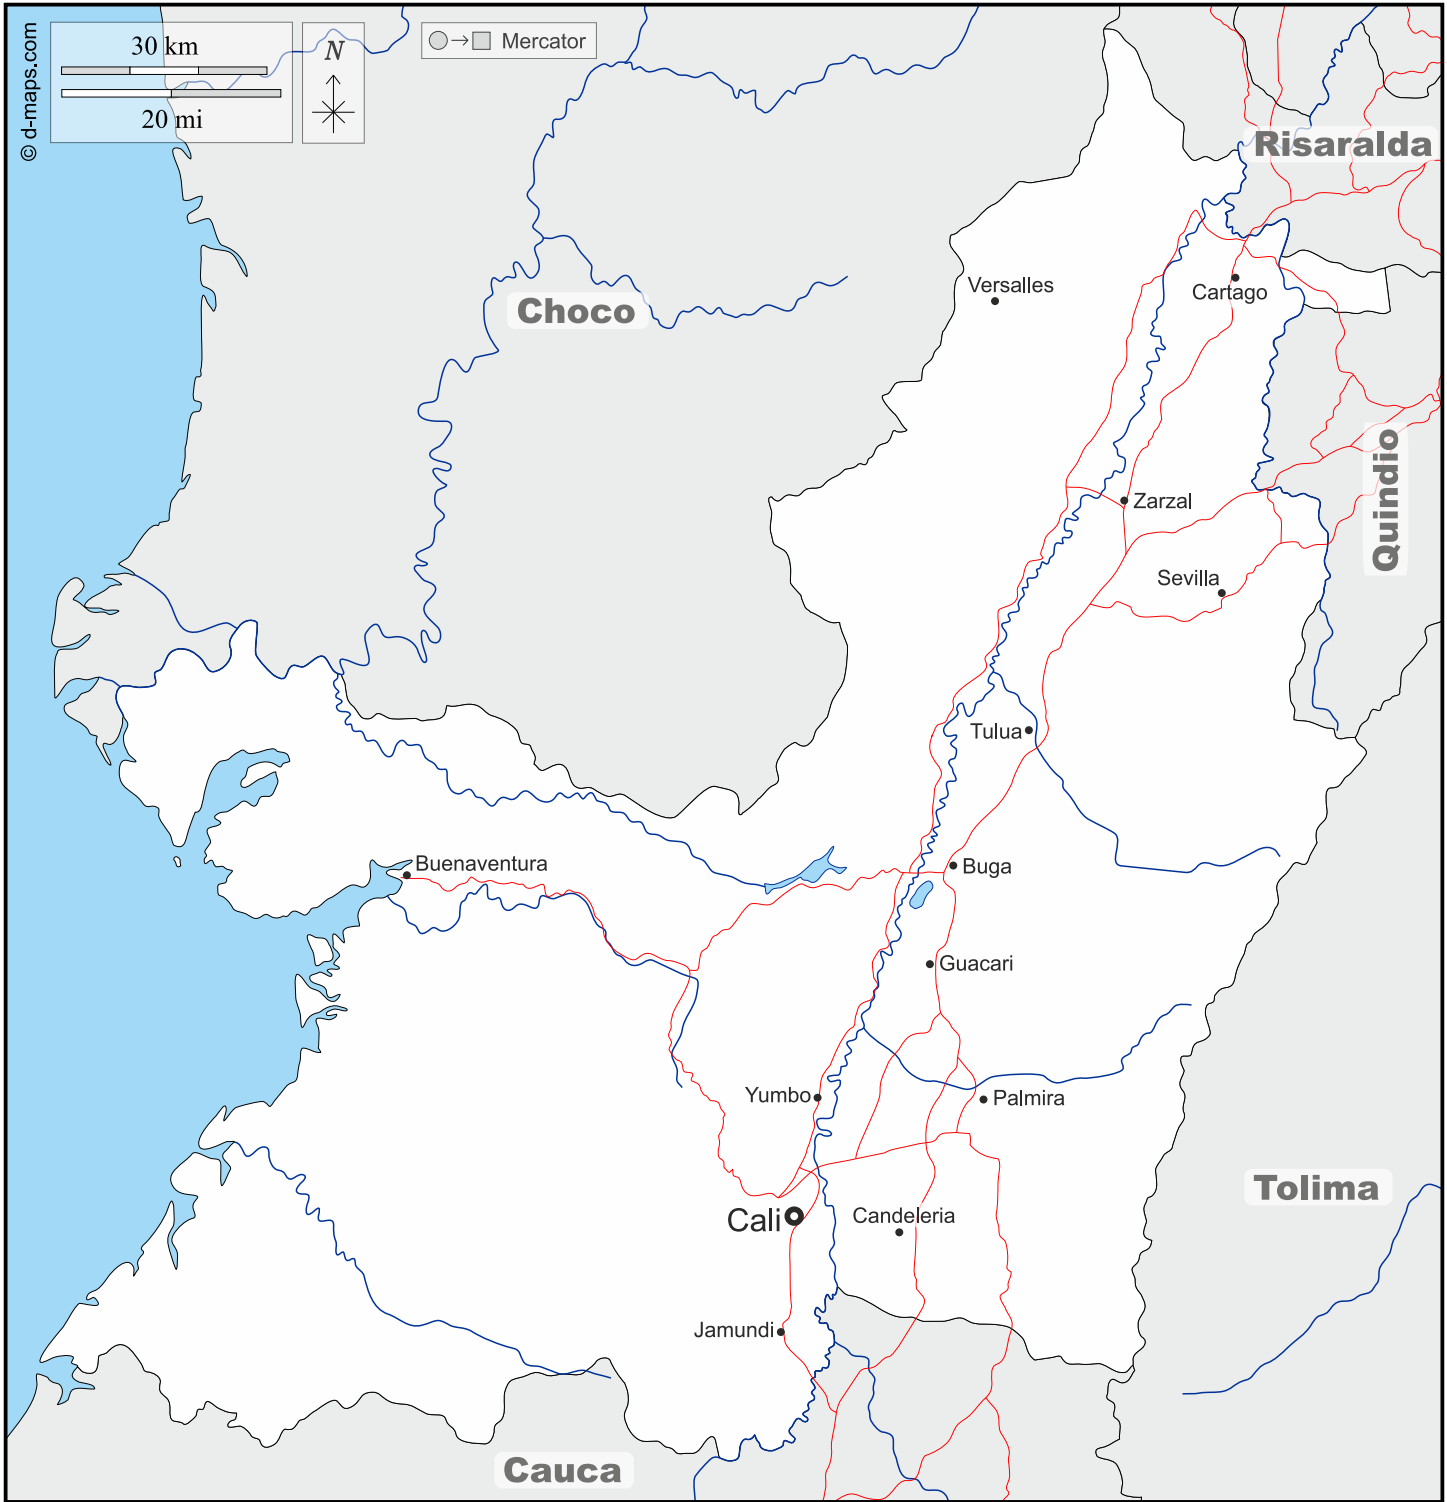 © d-maps.com
30 km
20 mi
N
Mercator
Risaralda
Choco
Versalles
Cartago
Quindio
Zarzal
Sevilla
Tulua
Buenaventura
Buga
Guacari
Yumbo
Palmira
Tolima
Cali
Candeleria
Jamundi
Cauca